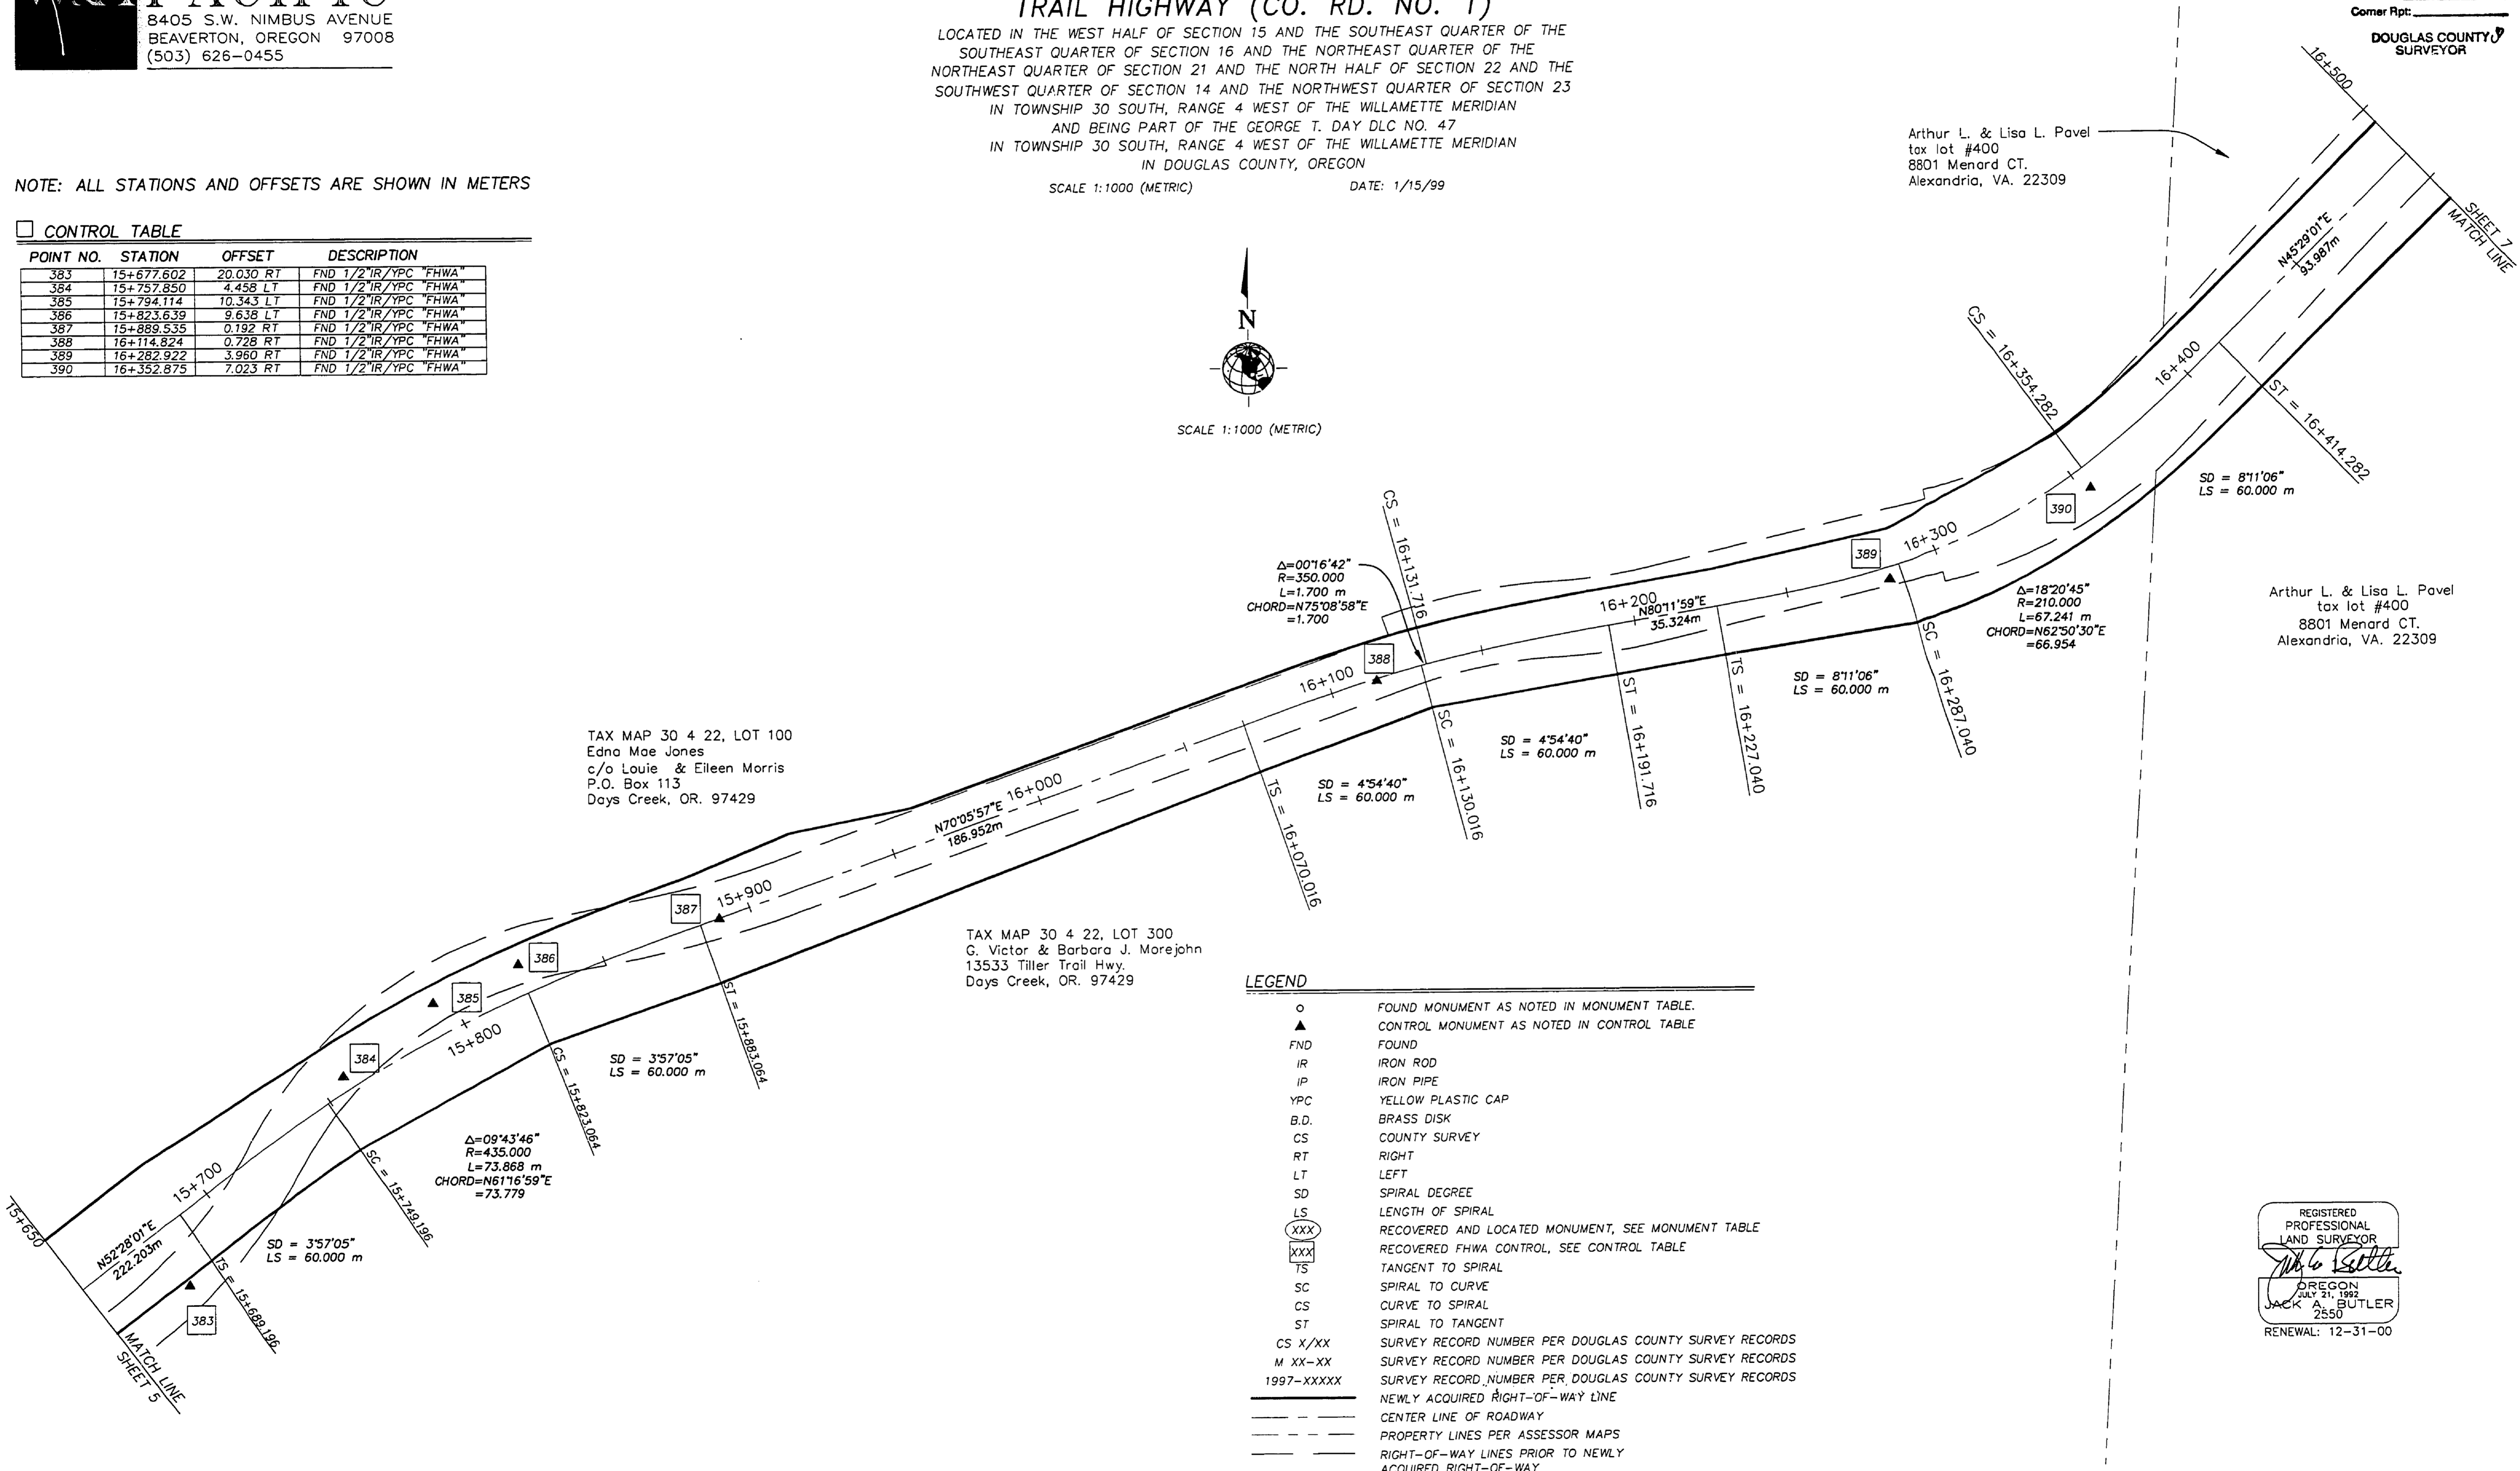 PACIFIC
8405 S.W. NIMBUS AVENUE
BEAVERTON, OREGON 97008
(503) 626-0455
TRAIL HIGHWAY (CO. RD. NO. 1)
LOCATED IN THE WEST HALF OF SECTION 15 AND THE SOUTHEAST QUARTER OF THE
SOUTHEAST QUARTER OF SECTION 16 AND THE NORTHEAST QUARTER OF THE
NORTHEAST QUARTER OF SECTION 21 AND THE NORTH HALF OF SECTION 22 AND THE
SOUTHWEST QUARTER OF SECTION 14 AND THE NORTHWEST QUARTER OF SECTION 23
IN TOWNSHIP 30 SOUTH, RANGE 4 WEST OF THE WILLAMETTE MERIDIAN
AND BEING PART OF THE GEORGE T. DAY DLC NO. 47
IN TOWNSHIP 30 SOUTH, RANGE 4 WEST OF THE WILLAMETTE MERIDIAN
IN DOUGLAS COUNTY, OREGON
SCALE 1:1000 (METRIC) DATE: 1/15/99
Corner Rpt:
DOUGLAS COUNTY
SURVEYOR
NOTE: ALL STATIONS AND OFFSETS ARE SHOWN IN METERS
CONTROL TABLE
POINT NO. STATION OFFSET DESCRIPTION
383 15+677.602 20.030 RT FND 1/2"IR/YPC "FHWA"
384 15+757.850 4.458 LT FND 1/2"IR/YPC "FHWA"
385 15+794.114 10.343 LT FND 1/2"IR/YPC "FHWA"
386 15+823.639 9.638 LT FND 1/2"IR/YPC "FHWA"
387 15+889.535 0.192 RT FND 1/2"IR/YPC "FHWA"
388 16+114.824 0.728 RT FND 1/2"IR/YPC "FHWA"
389 16+282.922 3.960 RT FND 1/2"IR/YPC "FHWA"
390 16+352.875 7.023 RT FND 1/2"IR/YPC "FHWA"
N
SCALE 1:1000 (METRIC)
Arthur L. & Lisa L. Pavel
tax lot #400
8801 Menard CT.
Alexandria, VA. 22309
16+500
SHEET 7
MATCH LINE
N45°29'01"E
93.987m
16+400
CS = 16+354.282
ST = 16+414.282
SD = 8°11'06"
LS = 60.000 m
390
389
16+300
Δ=18°20'45"
R=210.000
L=67.241 m
CHORD=N62°50'30"E
=66.954
Arthur L. & Lisa L. Pavel
tax lot #400
8801 Menard CT.
Alexandria, VA. 22309
SC = 16+287.040
SD = 8°11'06"
LS = 60.000 m
TS = 16+227.040
16+200
N80°11'59"E
35.324m
ST = 16+191.716
SD = 4°54'40"
LS = 60.000 m
CS = 16+131.716
Δ=00°16'42"
R=350.000
L=1.700 m
CHORD=N75°08'58"E
=1.700
388
16+100
SC = 16+130.016
SD = 4°54'40"
LS = 60.000 m
TS = 16+070.016
TAX MAP 30 4 22, LOT 100
Edna Mae Jones
c/o Louie & Eileen Morris
P.O. Box 113
Days Creek, OR. 97429
16+000
N70°05'57"E
186.952m
387
15+900
TAX MAP 30 4 22, LOT 300
G. Victor & Barbara J. Morejohn
13533 Tiller Trail Hwy.
Days Creek, OR. 97429
386
385
15+800
384
ST = 15+883.064
SD = 3°57'05"
LS = 60.000 m
CS = 15+823.064
Δ=09°43'46"
R=435.000
L=73.868 m
CHORD=N61°16'59"E
=73.779
SC = 15+749.196
15+700
15+650
N52°28'01"E
222.203m
SD = 3°57'05"
LS = 60.000 m
TS = 15+689.196
383
MATCH LINE
SHEET 5
LEGEND
FOUND MONUMENT AS NOTED IN MONUMENT TABLE.
CONTROL MONUMENT AS NOTED IN CONTROL TABLE
FND FOUND
IR IRON ROD
IP IRON PIPE
YPC YELLOW PLASTIC CAP
B.D. BRASS DISK
CS COUNTY SURVEY
RT RIGHT
LT LEFT
SD SPIRAL DEGREE
LS LENGTH OF SPIRAL
XXX RECOVERED AND LOCATED MONUMENT, SEE MONUMENT TABLE
XXX RECOVERED FHWA CONTROL, SEE CONTROL TABLE
TS TANGENT TO SPIRAL
SC SPIRAL TO CURVE
CS CURVE TO SPIRAL
ST SPIRAL TO TANGENT
CS X/XX SURVEY RECORD NUMBER PER DOUGLAS COUNTY SURVEY RECORDS
M XX-XX SURVEY RECORD NUMBER PER DOUGLAS COUNTY SURVEY RECORDS
1997-XXXXX SURVEY RECORD NUMBER PER DOUGLAS COUNTY SURVEY RECORDS
NEWLY ACQUIRED RIGHT-OF-WAY LINE
CENTER LINE OF ROADWAY
PROPERTY LINES PER ASSESSOR MAPS
RIGHT-OF-WAY LINES PRIOR TO NEWLY
ACQUIRED RIGHT-OF-WAY
REGISTERED
PROFESSIONAL
LAND SURVEYOR
OREGON
JULY 21, 1992
JACK A. BUTLER
2550
RENEWAL: 12-31-00